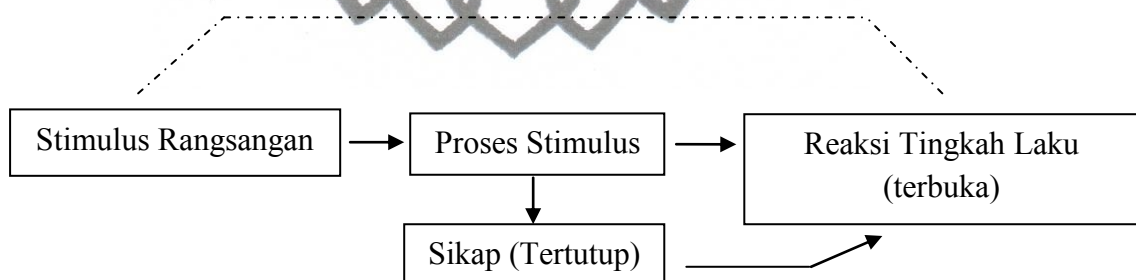 Stimulus Rangsangan
Proses Stimulus
Reaksi Tingkah Laku
(terbuka)
Sikap (Tertutup)